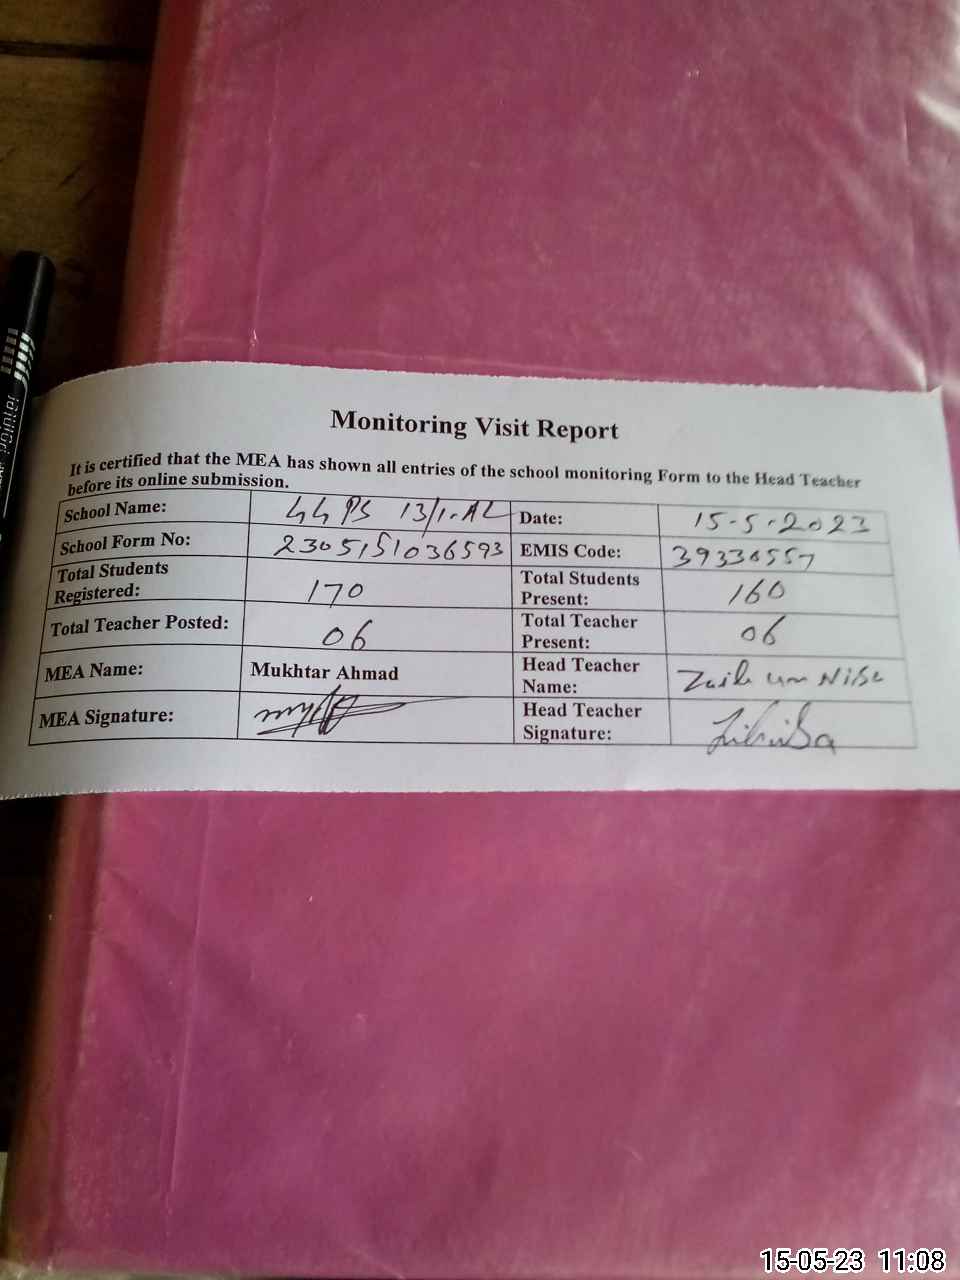 Monitoring Visit Report
It is certified that the MEA has shown all entries of the school monitoring Form to the Head Teacher
before its online submission.
School Name: GGPS 13/1-AL Date: 15-5-2023
School Form No: 2305151036593 EMIS Code: 39330557
Total Students Registered: 170 Total Students Present: 160
Total Teacher Posted: 06 Total Teacher Present: 06
MEA Name: Mukhtar Ahmad Head Teacher Name: Zaib un Nisa
MEA Signature: Head Teacher Signature:
15-05-23 11:08